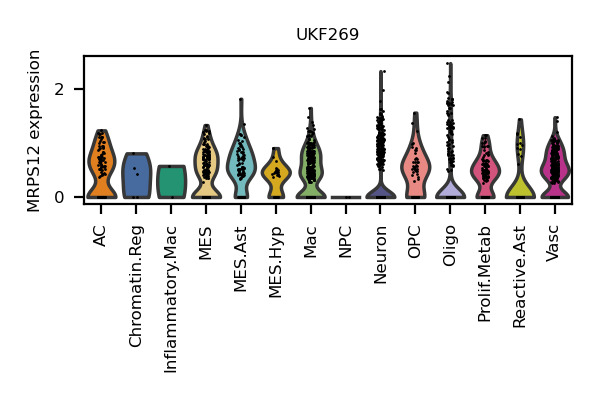 UKF269
MRPS12 expression
2
0
AC
Chromatin.Reg
Inflammatory.Mac
MES
MES.Ast
MES.Hyp
Mac
NPC
Neuron
OPC
Oligo
Prolif.Metab
Reactive.Ast
Vasc